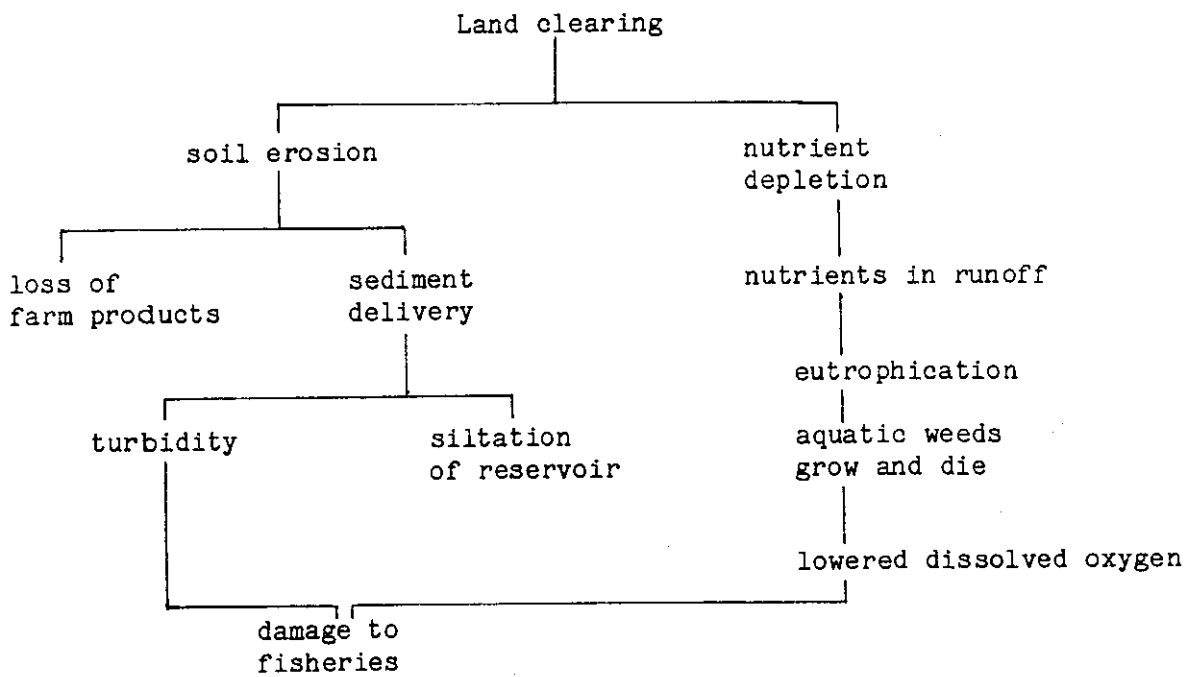 Land clearing
soil erosion
nutrient
depletion
loss of
farm products
sediment
delivery
nutrients in runoff
eutrophication
turbidity
siltation
of reservoir
aquatic weeds
grow and die
lowered dissolved oxygen
damage to
fisheries